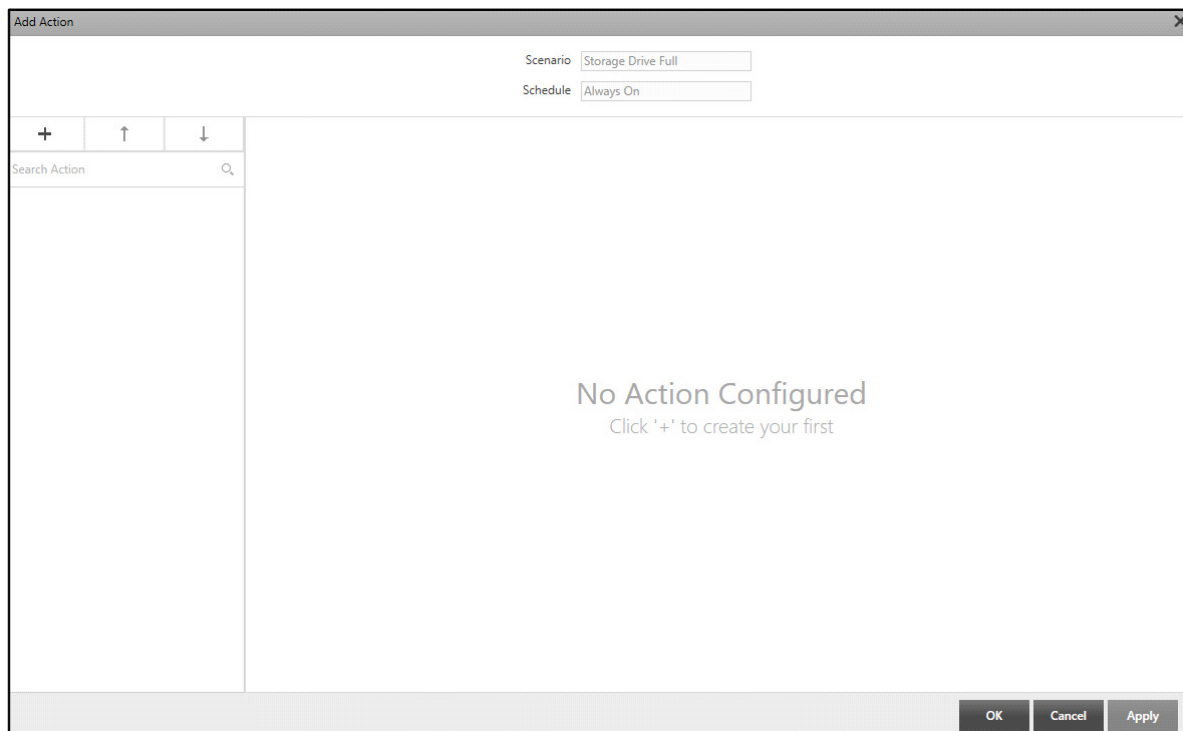 Add Action
Scenario Storage Drive Full
Schedule Always On
Search Action
No Action Configured
Click '+' to create your first
OK Cancel Apply